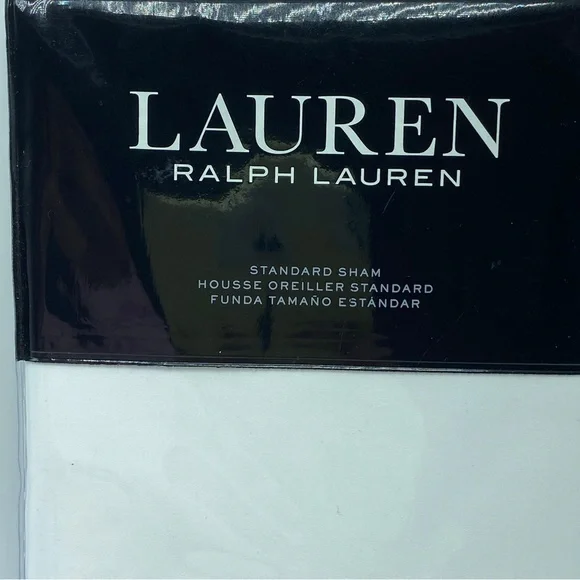 LAUREN
RALPH LAUREN
STANDARD SHAM
HOUSSE OREILLER STANDARD
FUNDA TAMAÑO ESTÁNDAR